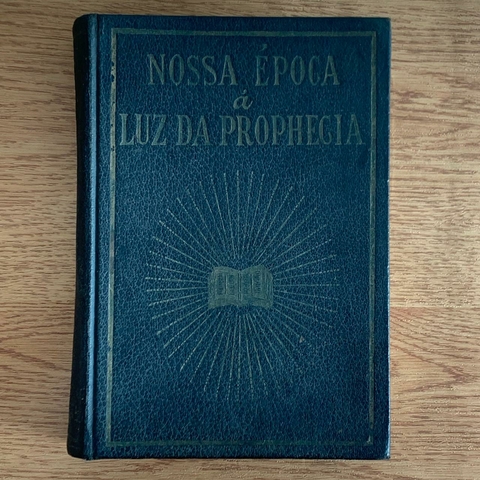 NOSSA ÉPOCA
á
LUZ DA PROPHECIA